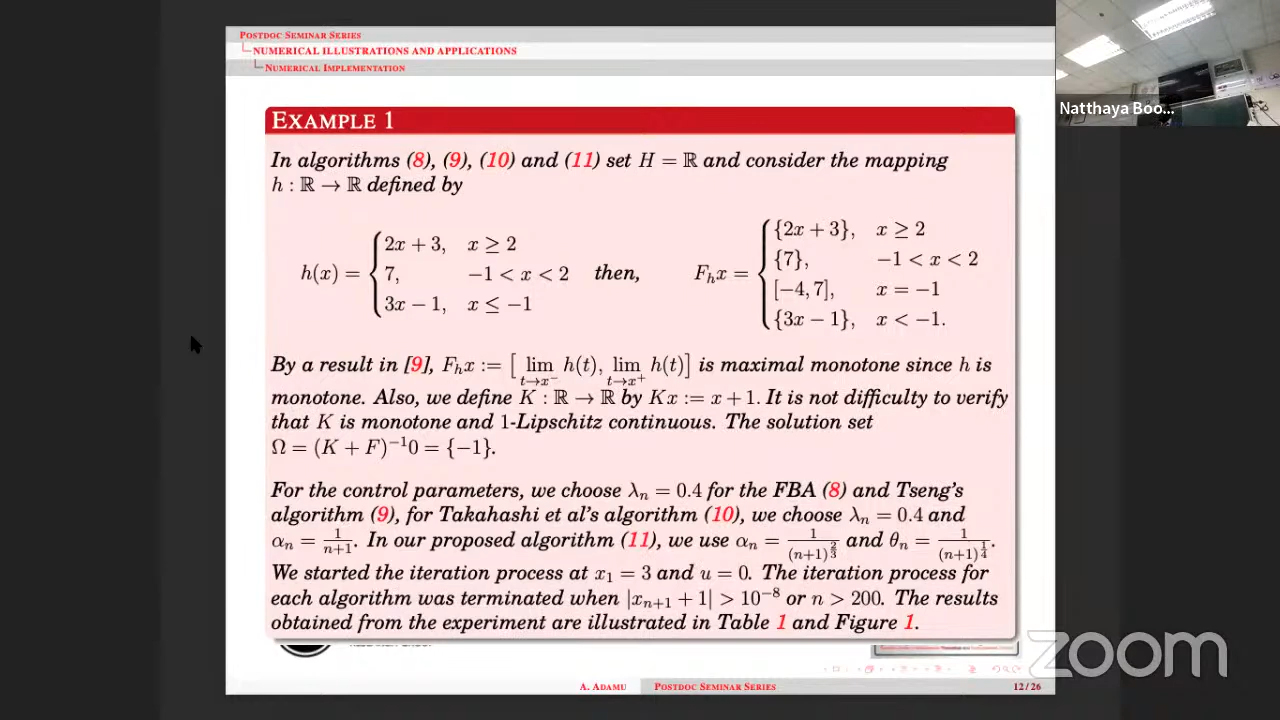 POSTDOC SEMINAR SERIES
NUMERICAL ILLUSTRATIONS AND APPLICATIONS
NUMERICAL IMPLEMENTATION
Natthaya Boo...
EXAMPLE 1
In algorithms (8), (9), (10) and (11) set H = ℝ and consider the mapping
h : ℝ → ℝ defined by
h(x) = { 2x + 3, x ≥ 2
7, −1 < x < 2
3x − 1, x ≤ −1
then,
F_h x = { {2x + 3}, x ≥ 2
{7}, −1 < x < 2
[−4, 7], x = −1
{3x − 1}, x < −1.
By a result in [9], F_h x := [ lim_{t→x⁻} h(t), lim_{t→x⁺} h(t) ] is maximal monotone since h is
monotone. Also, we define K : ℝ → ℝ by Kx := x + 1. It is not difficulty to verify
that K is monotone and 1-Lipschitz continuous. The solution set
Ω = (K + F)⁻¹0 = {−1}.
For the control parameters, we choose λ_n = 0.4 for the FBA (8) and Tseng's
algorithm (9), for Takahashi et al's algorithm (10), we choose λ_n = 0.4 and
α_n = 1/(n+1). In our proposed algorithm (11), we use α_n = 1/(n+1)^{2/3} and θ_n = 1/(n+1)^{1/4}.
We started the iteration process at x₁ = 3 and u = 0. The iteration process for
each algorithm was terminated when |x_{n+1} + 1| > 10⁻⁸ or n > 200. The results
obtained from the experiment are illustrated in Table 1 and Figure 1.
zoom
A. ADAMU
POSTDOC SEMINAR SERIES
12 / 26